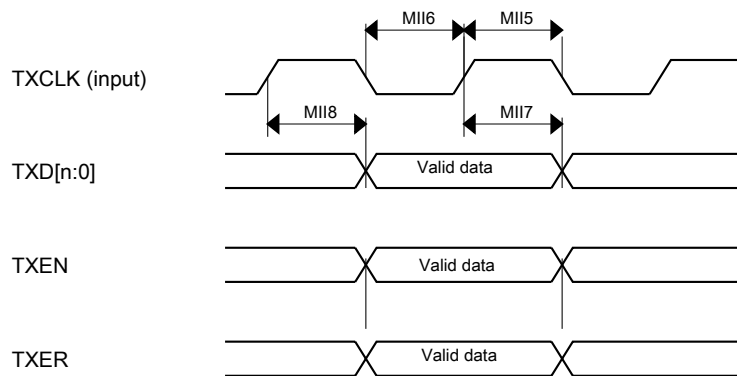 MII6 MII5
TXCLK (input)
MII8 MII7
TXD[n:0] Valid data
TXEN Valid data
TXER Valid data